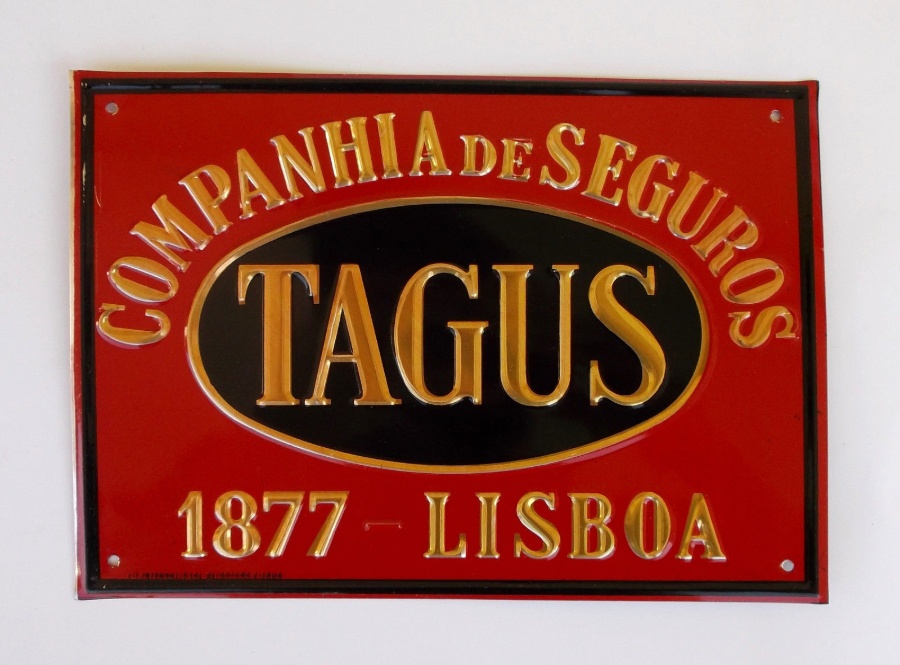 COMPANHIA DE SEGUROS
TAGUS
1877 - LISBOA